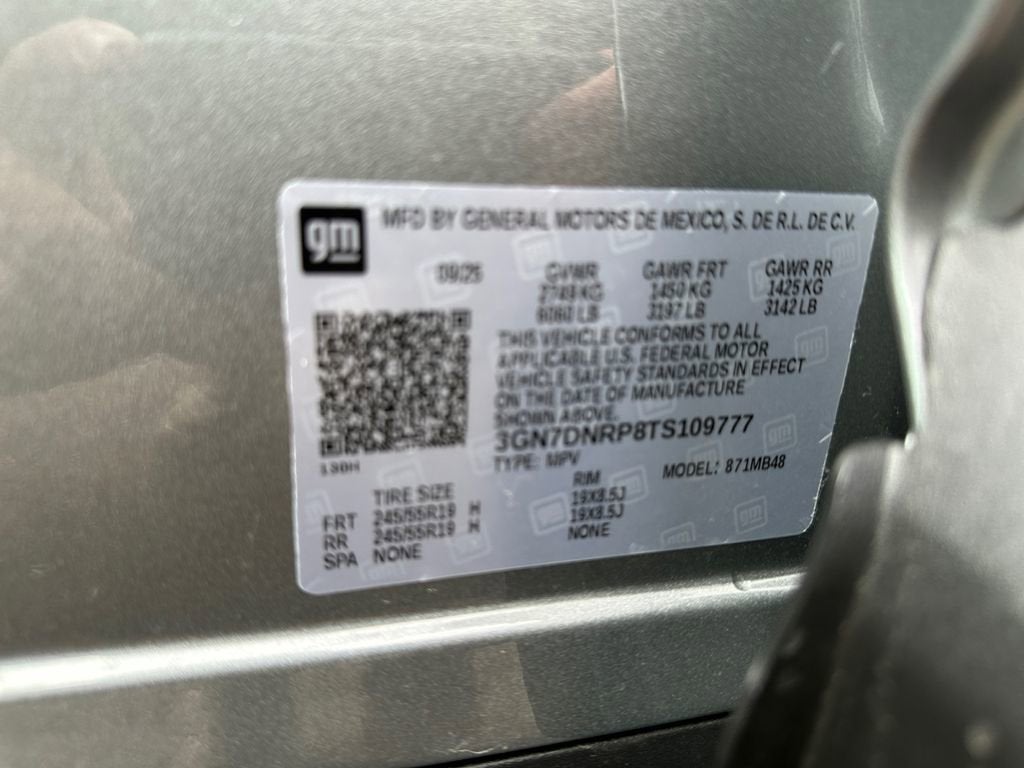 gm
MFD BY GENERAL MOTORS DE MEXICO, S. DE R.L. DE C.V.
09/25 GVWR GAWR FRT GAWR RR
2749 KG 1450 KG 1425 KG
6060 LB 3197 LB 3142 LB
THIS VEHICLE CONFORMS TO ALL
APPLICABLE U.S. FEDERAL MOTOR
VEHICLE SAFETY STANDARDS IN EFFECT
ON THE DATE OF MANUFACTURE
SHOWN ABOVE.
3GN7DNRP8TS109777
TYPE: MPV MODEL: 871MB48
TIRE SIZE RIM
FRT 245/55R19 H 19X8.5J
RR 245/55R19 H 19X8.5J
SPA NONE NONE